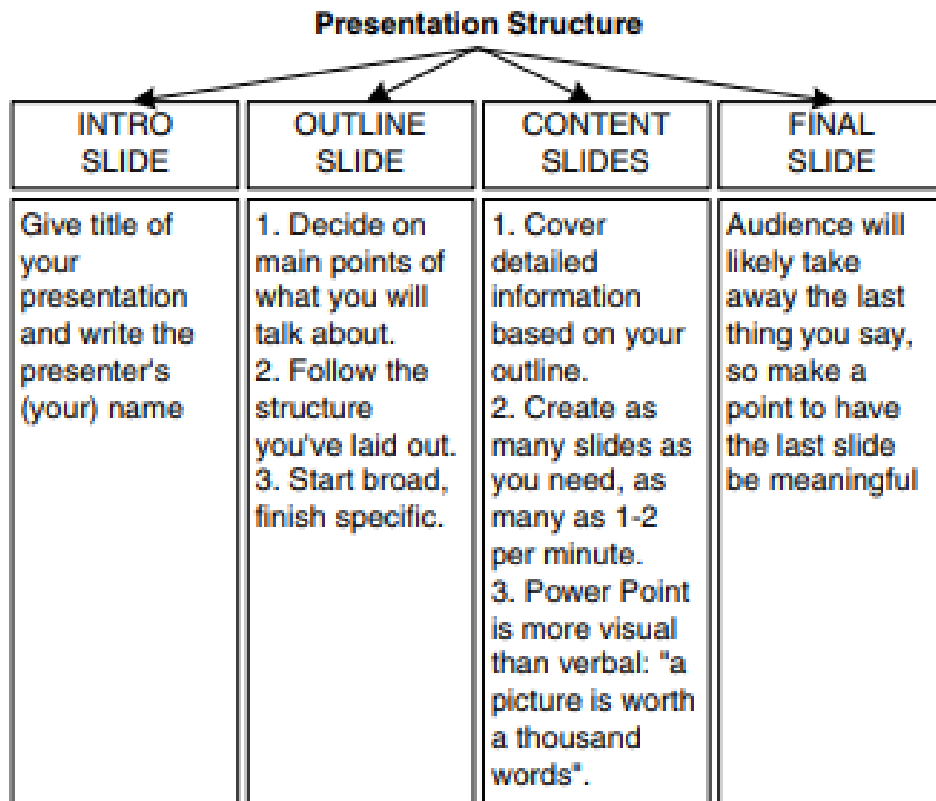 Presentation Structure
INTRO
SLIDE
OUTLINE
SLIDE
CONTENT
SLIDES
FINAL
SLIDE
Give title of
your
presentation
and write the
presenter's
(your) name
1. Decide on
main points of
what you will
talk about.
2. Follow the
structure
you've laid out.
3. Start broad,
finish specific.
1. Cover
detailed
information
based on your
outline.
2. Create as
many slides as
you need, as
many as 1-2
per minute.
3. Power Point
is more visual
than verbal: "a
picture is worth
a thousand
words".
Audience will
likely take
away the last
thing you say,
so make a
point to have
the last slide
be meaningful